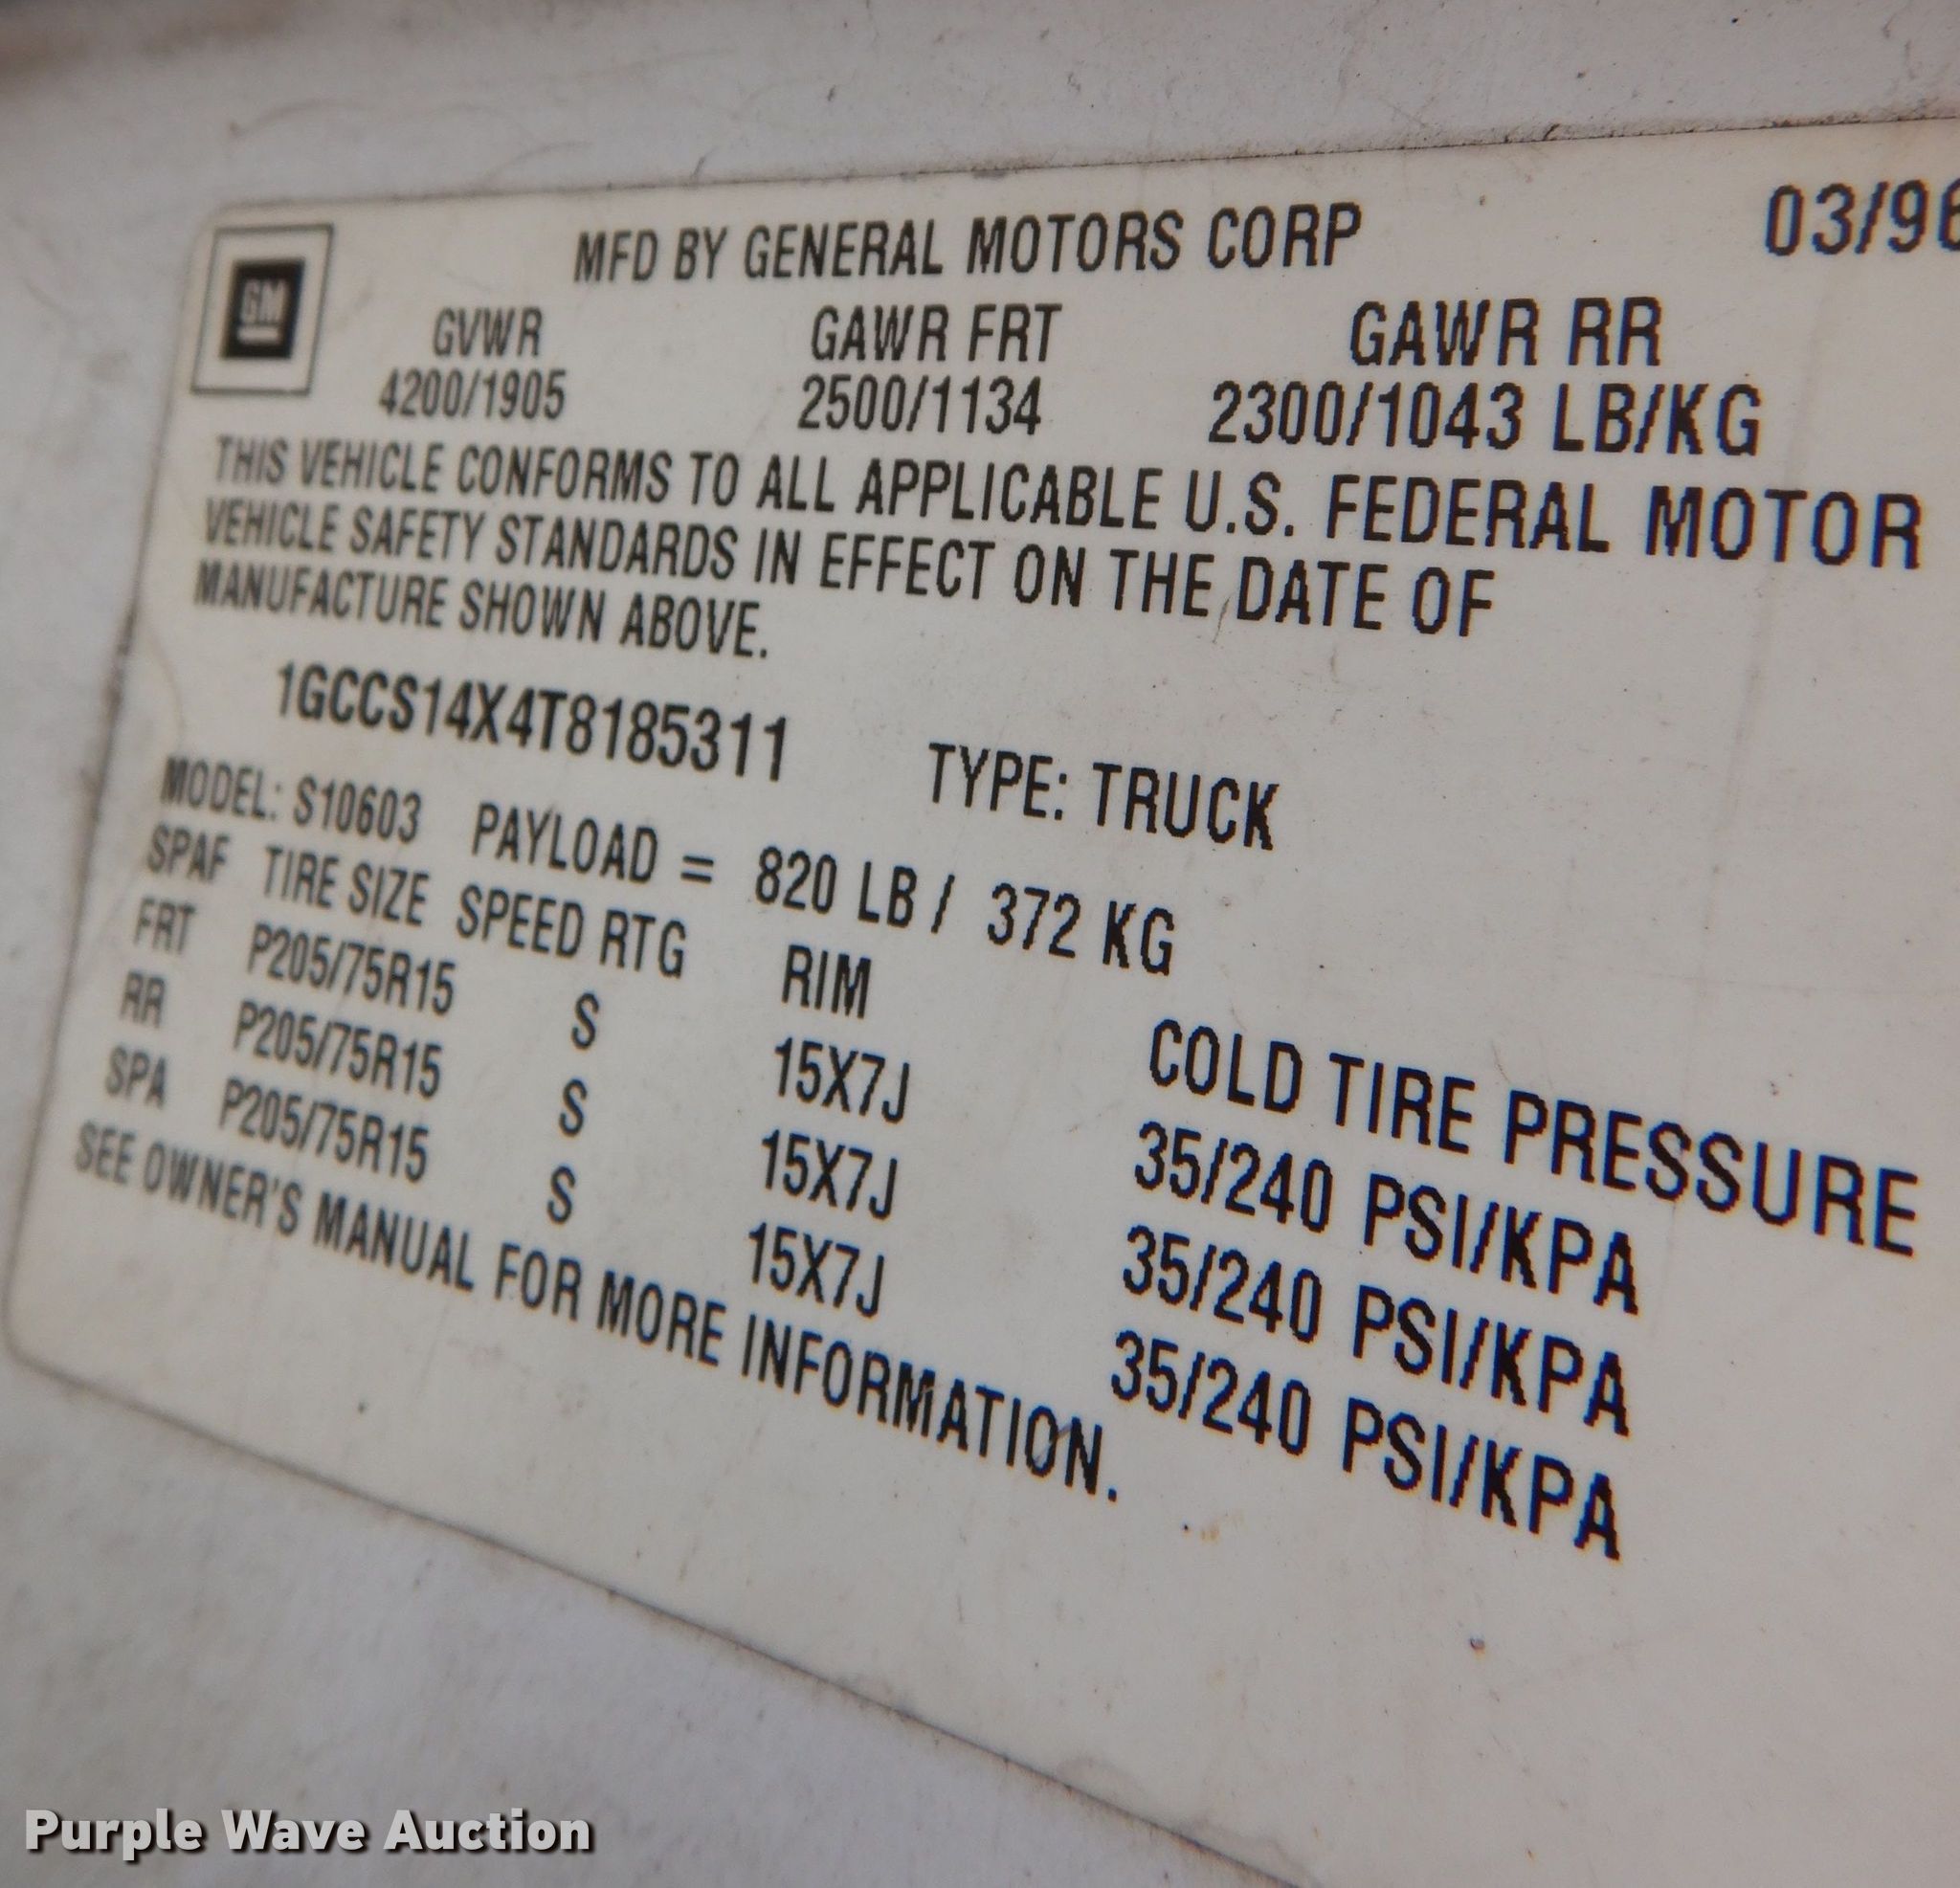 GM
MFD BY GENERAL MOTORS CORP 03/96
GVWR GAWR FRT GAWR RR
4200/1905 2500/1134 2300/1043 LB/KG
THIS VEHICLE CONFORMS TO ALL APPLICABLE U.S. FEDERAL MOTOR
VEHICLE SAFETY STANDARDS IN EFFECT ON THE DATE OF
MANUFACTURE SHOWN ABOVE.
1GCCS14X4T8185311 TYPE: TRUCK
MODEL: S10603 PAYLOAD = 820 LB / 372 KG
SPAF TIRE SIZE SPEED RTG RIM COLD TIRE PRESSURE
FRT P205/75R15 S 15X7J 35/240 PSI/KPA
RR P205/75R15 S 15X7J 35/240 PSI/KPA
SPA P205/75R15 S 15X7J 35/240 PSI/KPA
SEE OWNER'S MANUAL FOR MORE INFORMATION.
Purple Wave Auction